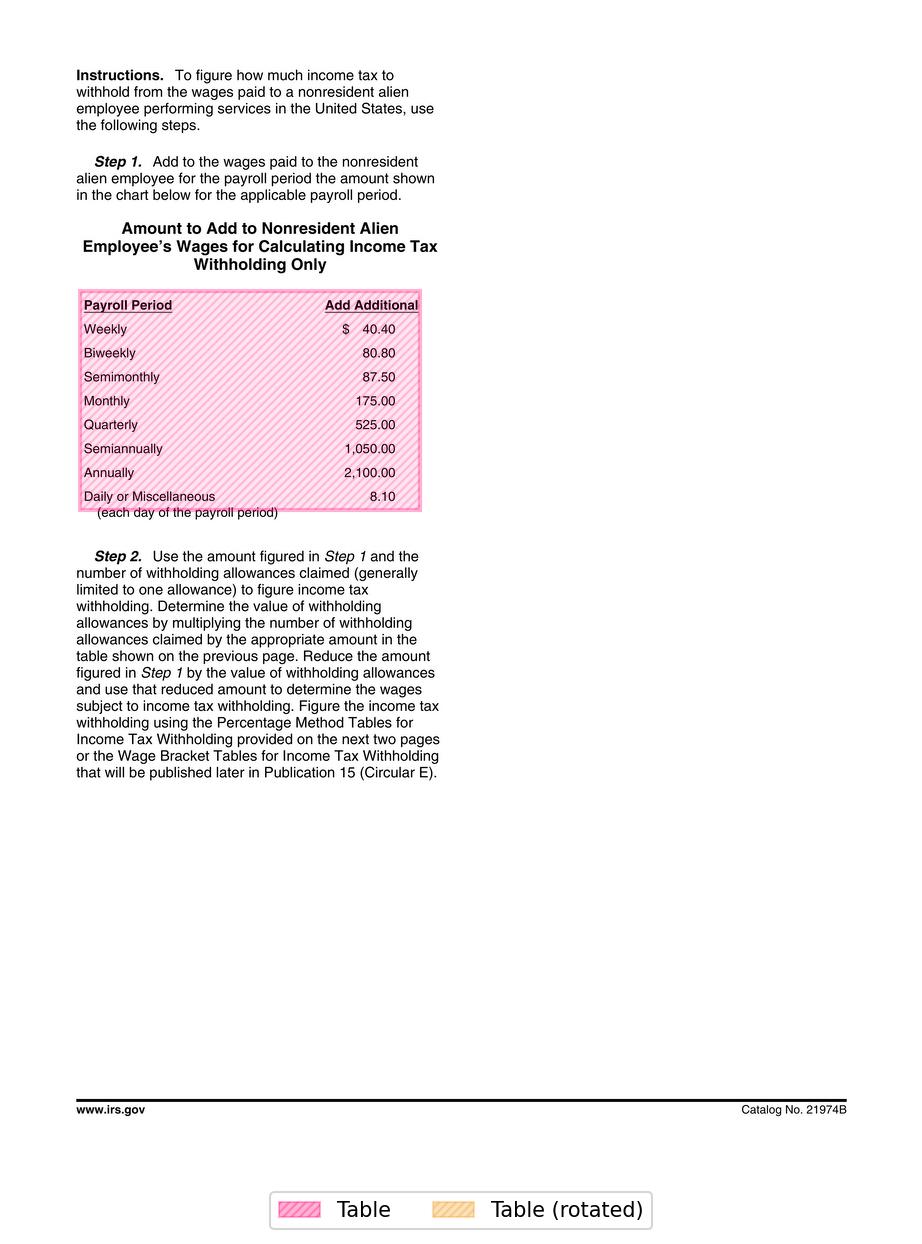 Instructions. To figure how much income tax to
withhold from the wages paid to a nonresident alien
employee performing services in the United States, use
the following steps.
Step 1. Add to the wages paid to the nonresident
alien employee for the payroll period the amount shown
in the chart below for the applicable payroll period.
Amount to Add to Nonresident Alien
Employee's Wages for Calculating Income Tax
Withholding Only
Payroll Period Add Additional
Weekly $ 40.40
Biweekly 80.80
Semimonthly 87.50
Monthly 175.00
Quarterly 525.00
Semiannually 1,050.00
Annually 2,100.00
Daily or Miscellaneous 8.10
(each day of the payroll period)
Step 2. Use the amount figured in Step 1 and the
number of withholding allowances claimed (generally
limited to one allowance) to figure income tax
withholding. Determine the value of withholding
allowances by multiplying the number of withholding
allowances claimed by the appropriate amount in the
table shown on the previous page. Reduce the amount
figured in Step 1 by the value of withholding allowances
and use that reduced amount to determine the wages
subject to income tax withholding. Figure the income tax
withholding using the Percentage Method Tables for
Income Tax Withholding provided on the next two pages
or the Wage Bracket Tables for Income Tax Withholding
that will be published later in Publication 15 (Circular E).
www.irs.gov Catalog No. 21974B
Table Table (rotated)